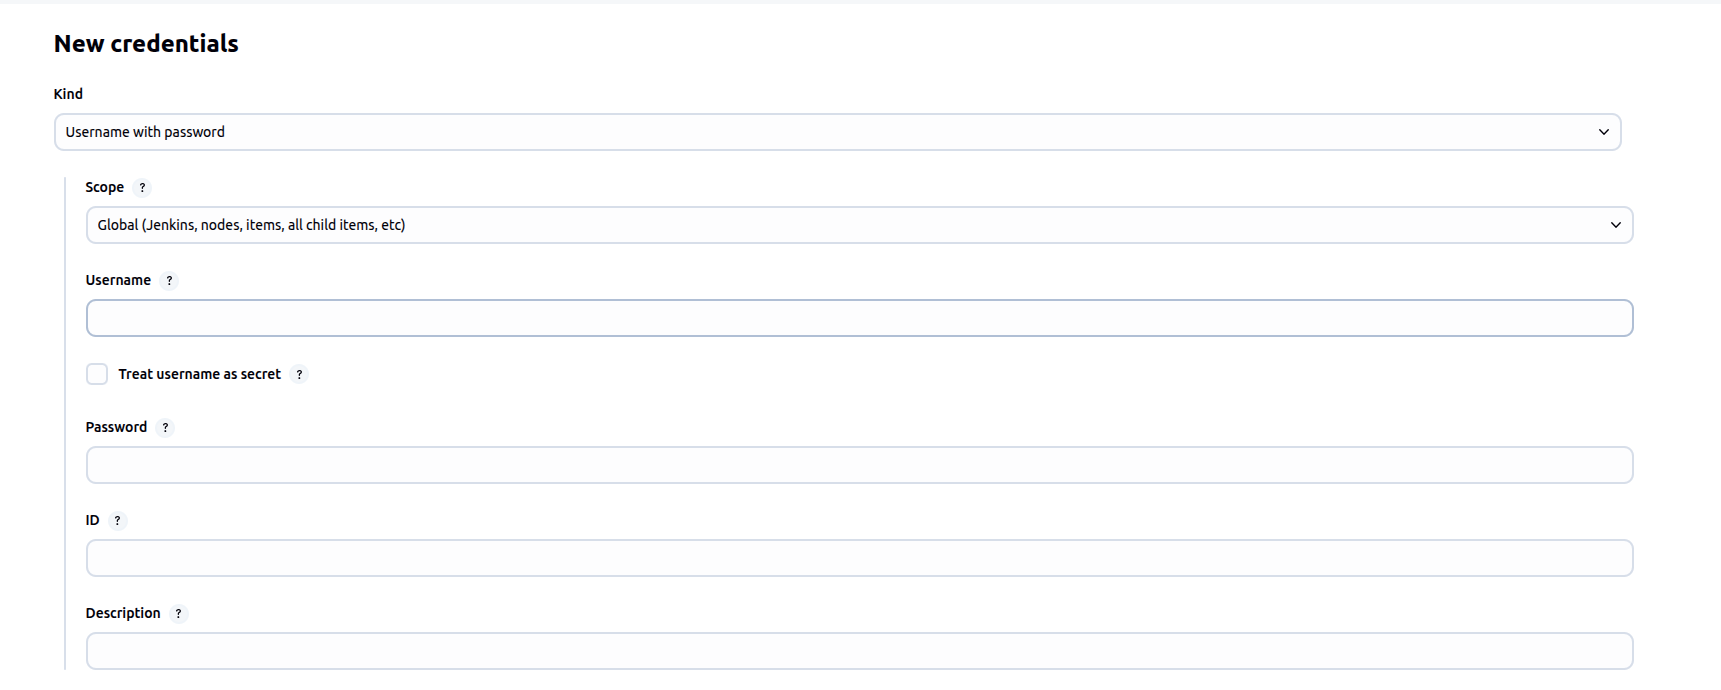 New credentials
Kind
Username with password
Scope ?
Global (Jenkins, nodes, items, all child items, etc)
Username ?
Treat username as secret ?
Password ?
ID ?
Description ?